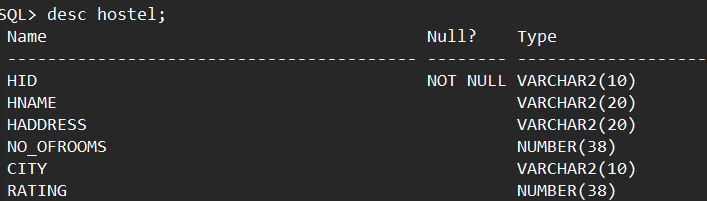 SQL> desc hostel;
Name Null? Type
----------------------------------------- -------- -------------------
HID NOT NULL VARCHAR2(10)
HNAME VARCHAR2(20)
HADDRESS VARCHAR2(20)
NO_OFROOMS NUMBER(38)
CITY VARCHAR2(10)
RATING NUMBER(38)